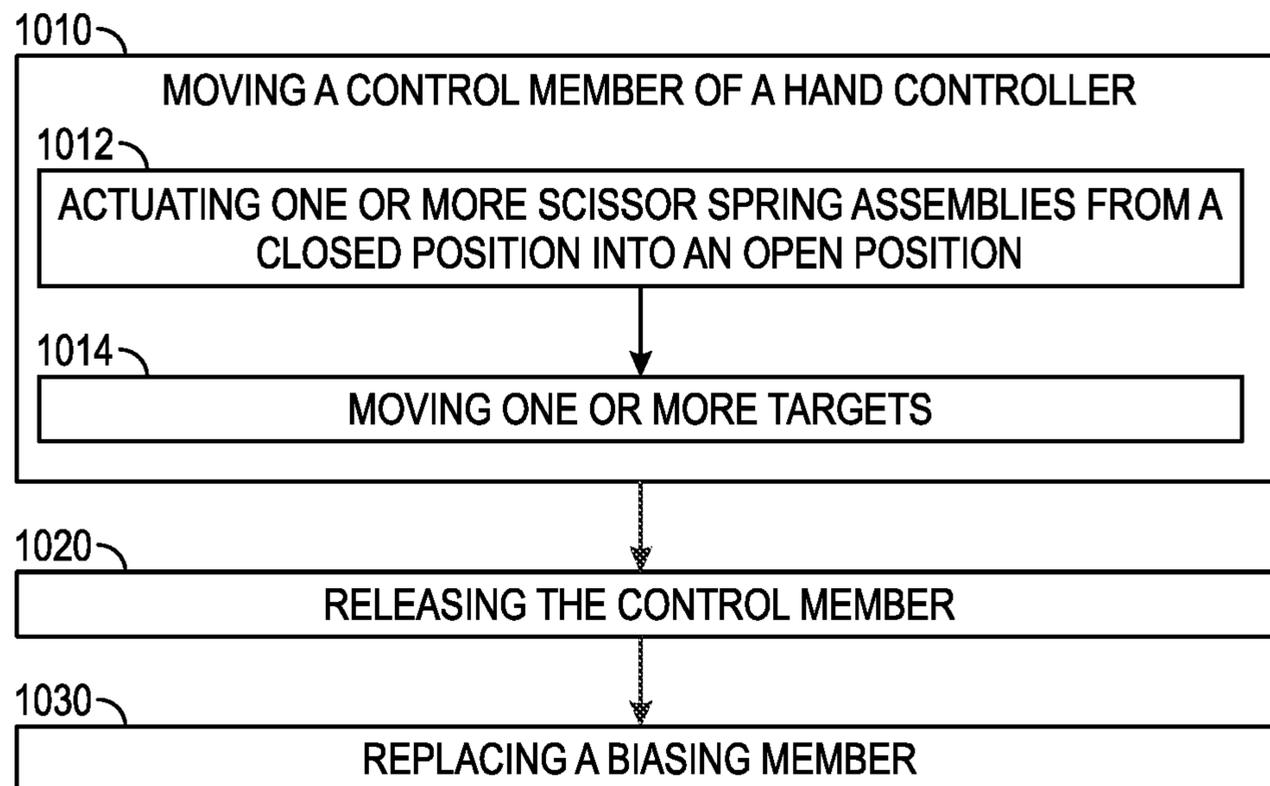 1010
MOVING A CONTROL MEMBER OF A HAND CONTROLLER
1012
ACTUATING ONE OR MORE SCISSOR SPRING ASSEMBLIES FROM A
CLOSED POSITION INTO AN OPEN POSITION
1014
MOVING ONE OR MORE TARGETS
1020
RELEASING THE CONTROL MEMBER
1030
REPLACING A BIASING MEMBER